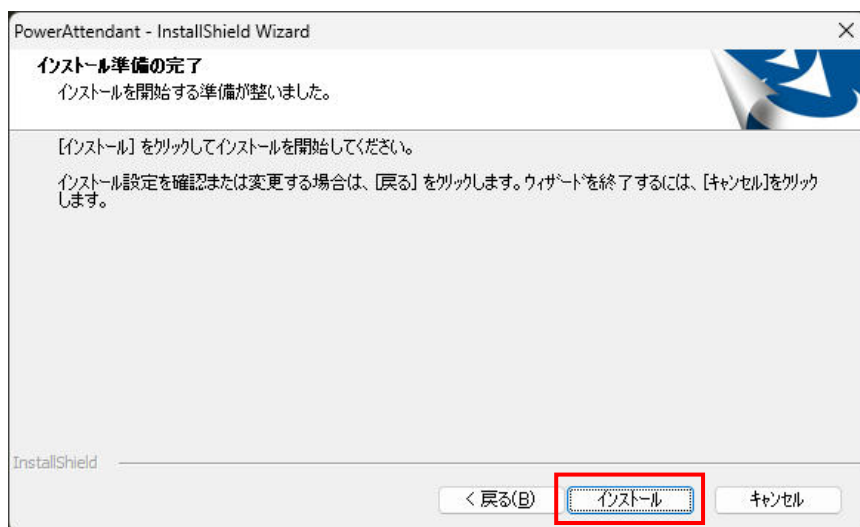 PowerAttendant - InstallShield Wizard
インストール準備の完了
インストールを開始する準備が整いました。
[インストール] をクリックしてインストールを開始してください。
インストール設定を確認または変更する場合は、[戻る] をクリックします。ウィザードを終了するには、[キャンセル]をクリック
します。
InstallShield
< 戻る(B)
インストール
キャンセル